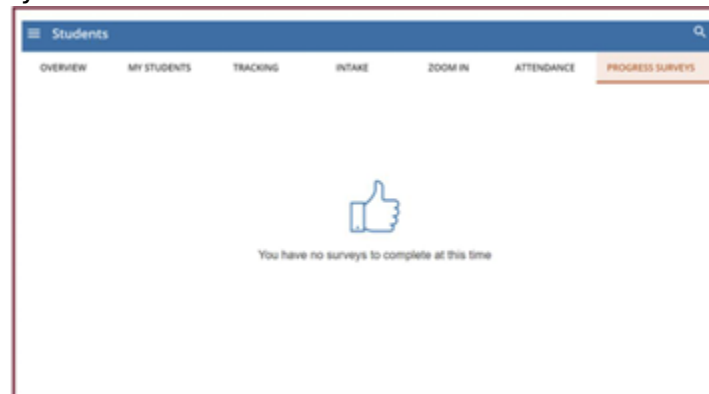 Students
OVERVIEW MY STUDENTS TRACKING INTAKE ZOOM IN ATTENDANCE PROGRESS SURVEYS
You have no surveys to complete at this time